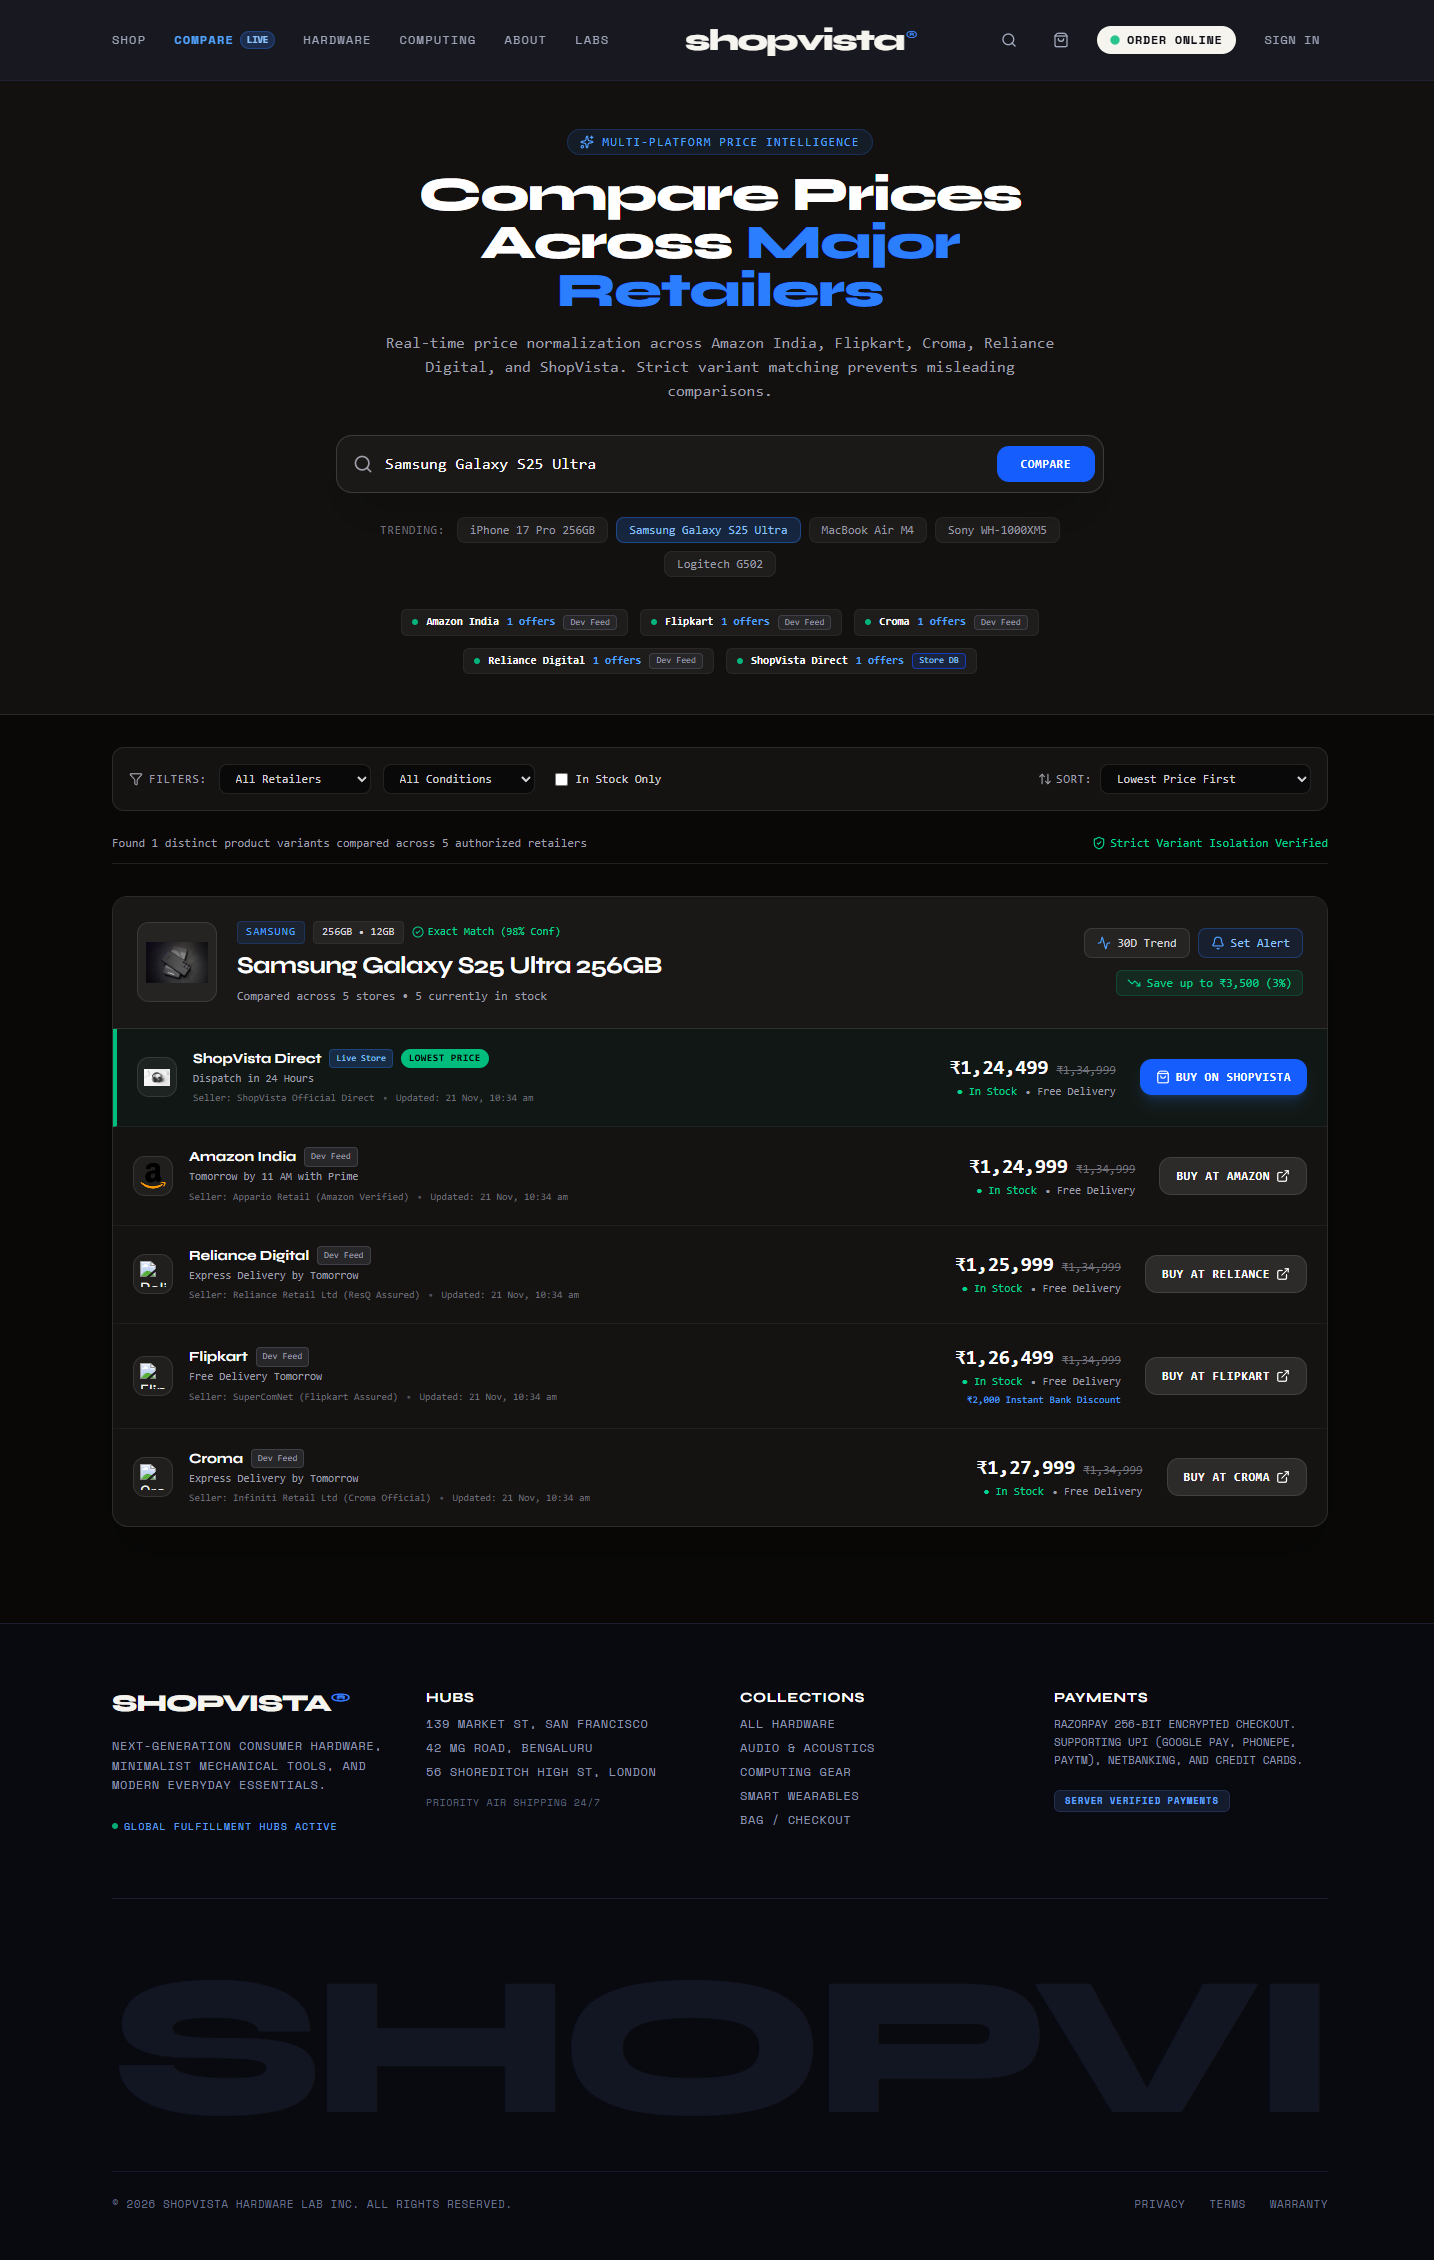 SHOP COMPARE LIVE HARDWARE COMPUTING ABOUT LABS shopvista® ORDER ONLINE SIGN IN
MULTI-PLATFORM PRICE INTELLIGENCE
Compare Prices
Across Major
Retailers
Real-time price normalization across Amazon India, Flipkart, Croma, Reliance
Digital, and ShopVista. Strict variant matching prevents misleading
comparisons.
Samsung Galaxy S25 Ultra COMPARE
TRENDING: iPhone 17 Pro 256GB Samsung Galaxy S25 Ultra MacBook Air M4 Sony WH-1000XM5
Logitech G502
Amazon India 1 offers Dev Feed Flipkart 1 offers Dev Feed Croma 1 offers Dev Feed
Reliance Digital 1 offers Dev Feed ShopVista Direct 1 offers Store DB
FILTERS: All Retailers All Conditions In Stock Only SORT: Lowest Price First
Found 1 distinct product variants compared across 5 authorized retailers Strict Variant Isolation Verified
SAMSUNG 256GB • 12GB Exact Match (98% Conf)
Samsung Galaxy S25 Ultra 256GB
Compared across 5 stores • 5 currently in stock
30D Trend Set Alert
Save up to ₹3,500 (3%)
ShopVista Direct Live Store LOWEST PRICE
Dispatch in 24 Hours
Seller: ShopVista Official Direct • Updated: 21 Nov, 10:34 am
₹1,24,499 ₹1,34,999
• In Stock • Free Delivery
BUY ON SHOPVISTA
Amazon India Dev Feed
Tomorrow by 11 AM with Prime
Seller: Appario Retail (Amazon Verified) • Updated: 21 Nov, 10:34 am
₹1,24,999 ₹1,34,999
• In Stock • Free Delivery
BUY AT AMAZON
Reliance Digital Dev Feed
Express Delivery by Tomorrow
Seller: Reliance Retail Ltd (ResQ Assured) • Updated: 21 Nov, 10:34 am
₹1,25,999 ₹1,34,999
• In Stock • Free Delivery
BUY AT RELIANCE
Flipkart Dev Feed
Free Delivery Tomorrow
Seller: SuperComNet (Flipkart Assured) • Updated: 21 Nov, 10:34 am
₹1,26,499 ₹1,34,999
• In Stock • Free Delivery
₹2,000 Instant Bank Discount
BUY AT FLIPKART
Croma Dev Feed
Express Delivery by Tomorrow
Seller: Infiniti Retail Ltd (Croma Official) • Updated: 21 Nov, 10:34 am
₹1,27,999 ₹1,34,999
• In Stock • Free Delivery
BUY AT CROMA
SHOPVISTA®
NEXT-GENERATION CONSUMER HARDWARE,
MINIMALIST MECHANICAL TOOLS, AND
MODERN EVERYDAY ESSENTIALS.
GLOBAL FULFILLMENT HUBS ACTIVE
HUBS
139 MARKET ST, SAN FRANCISCO
42 MG ROAD, BENGALURU
56 SHOREDITCH HIGH ST, LONDON
PRIORITY AIR SHIPPING 24/7
COLLECTIONS
ALL HARDWARE
AUDIO & ACOUSTICS
COMPUTING GEAR
SMART WEARABLES
BAG / CHECKOUT
PAYMENTS
RAZORPAY 256-BIT ENCRYPTED CHECKOUT.
SUPPORTING UPI (GOOGLE PAY, PHONEPE,
PAYTM), NETBANKING, AND CREDIT CARDS.
SERVER VERIFIED PAYMENTS
SHOPVI
© 2026 SHOPVISTA HARDWARE LAB INC. ALL RIGHTS RESERVED. PRIVACY TERMS WARRANTY